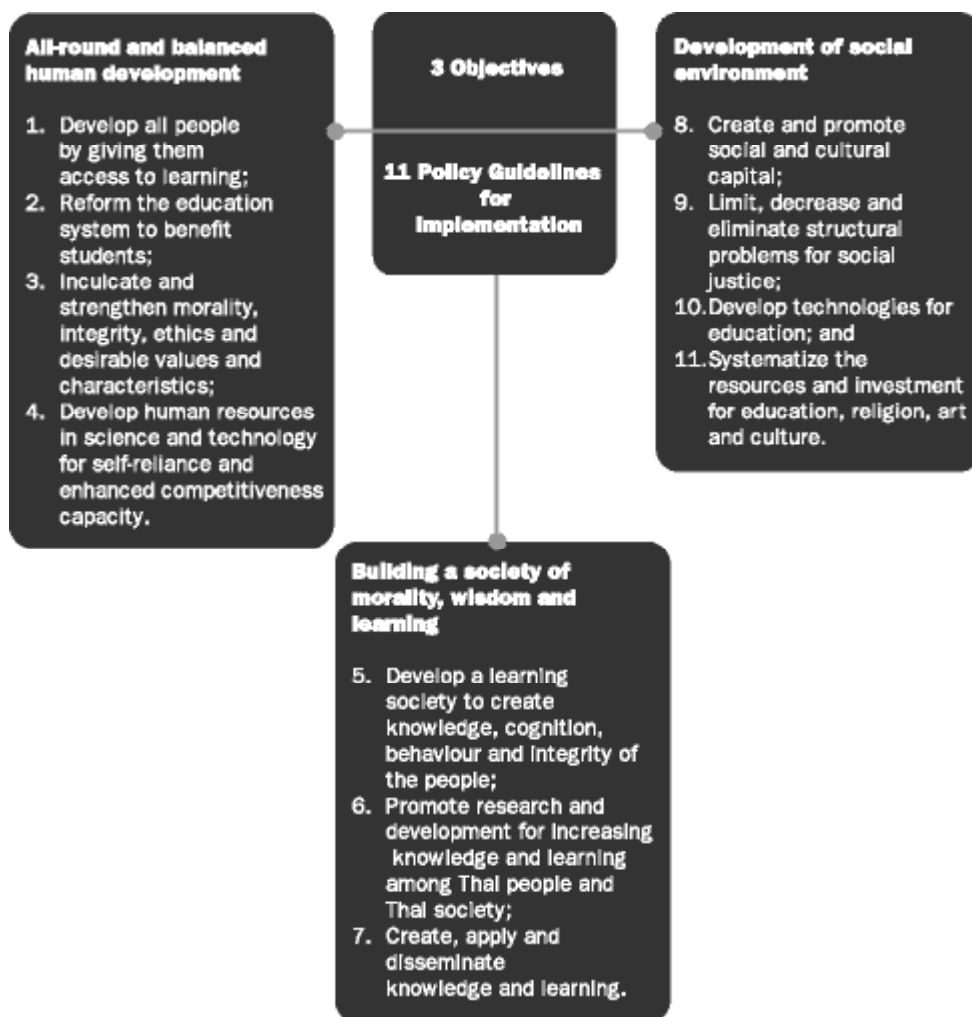 All-round and balanced
human development
1. Develop all people
by giving them
access to learning;
2. Reform the education
system to benefit
students;
3. Inculcate and
strengthen morality,
integrity, ethics and
desirable values and
characteristics;
4. Develop human resources
in science and technology
for self-reliance and
enhanced competitiveness
capacity.
3 Objectives
11 Policy Guidelines
for
Implementation
Development of social
environment
8. Create and promote
social and cultural
capital;
9. Limit, decrease and
eliminate structural
problems for social
justice;
10. Develop technologies for
education; and
11. Systematize the
resources and investment
for education, religion, art
and culture.
Building a society of
morality, wisdom and
learning
5. Develop a learning
society to create
knowledge, cognition,
behaviour and integrity of
the people;
6. Promote research and
development for increasing
knowledge and learning
among Thai people and
Thai society;
7. Create, apply and
disseminate
knowledge and learning.